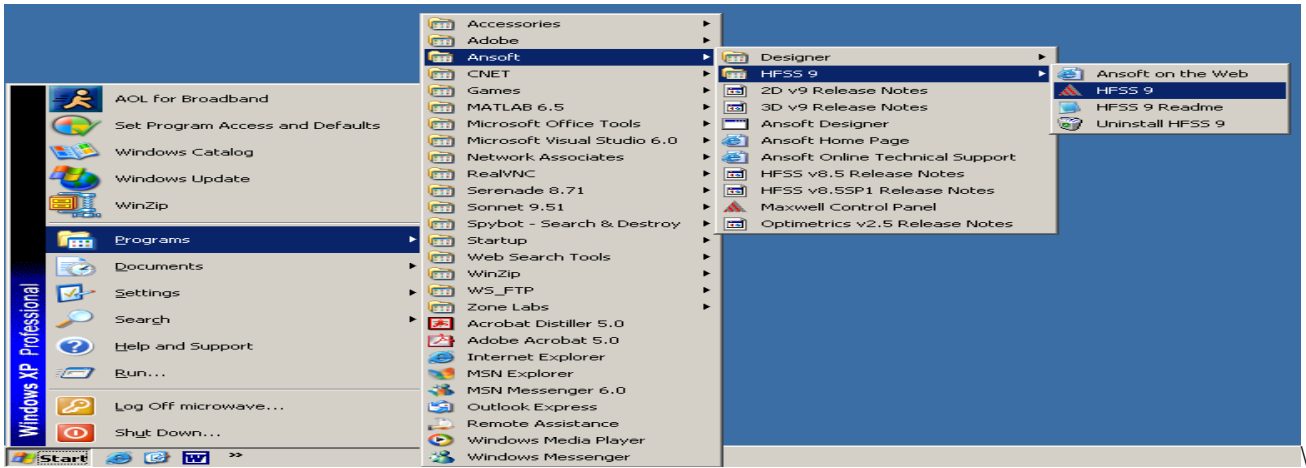 AOL for Broadband
Set Program Access and Defaults
Windows Catalog
Windows Update
WinZip
Programs
Documents
Settings
Search
Help and Support
Run...
Log Off microwave...
Shut Down...
Windows XP Professional
Start
»
Accessories
Adobe
Ansoft
CNET
Games
MATLAB 6.5
Microsoft Office Tools
Microsoft Visual Studio 6.0
Network Associates
RealVNC
Serenade 8.71
Sonnet 9.51
Spybot - Search & Destroy
Startup
Web Search Tools
WinZip
WS_FTP
Zone Labs
Acrobat Distiller 5.0
Adobe Acrobat 5.0
Internet Explorer
MSN Explorer
MSN Messenger 6.0
Outlook Express
Remote Assistance
Windows Media Player
Windows Messenger
Designer
HFSS 9
2D v9 Release Notes
3D v9 Release Notes
Ansoft Designer
Ansoft Home Page
Ansoft Online Technical Support
HFSS v8.5 Release Notes
HFSS v8.5SP1 Release Notes
Maxwell Control Panel
Optimetrics v2.5 Release Notes
Ansoft on the Web
HFSS 9
HFSS 9 Readme
Uninstall HFSS 9